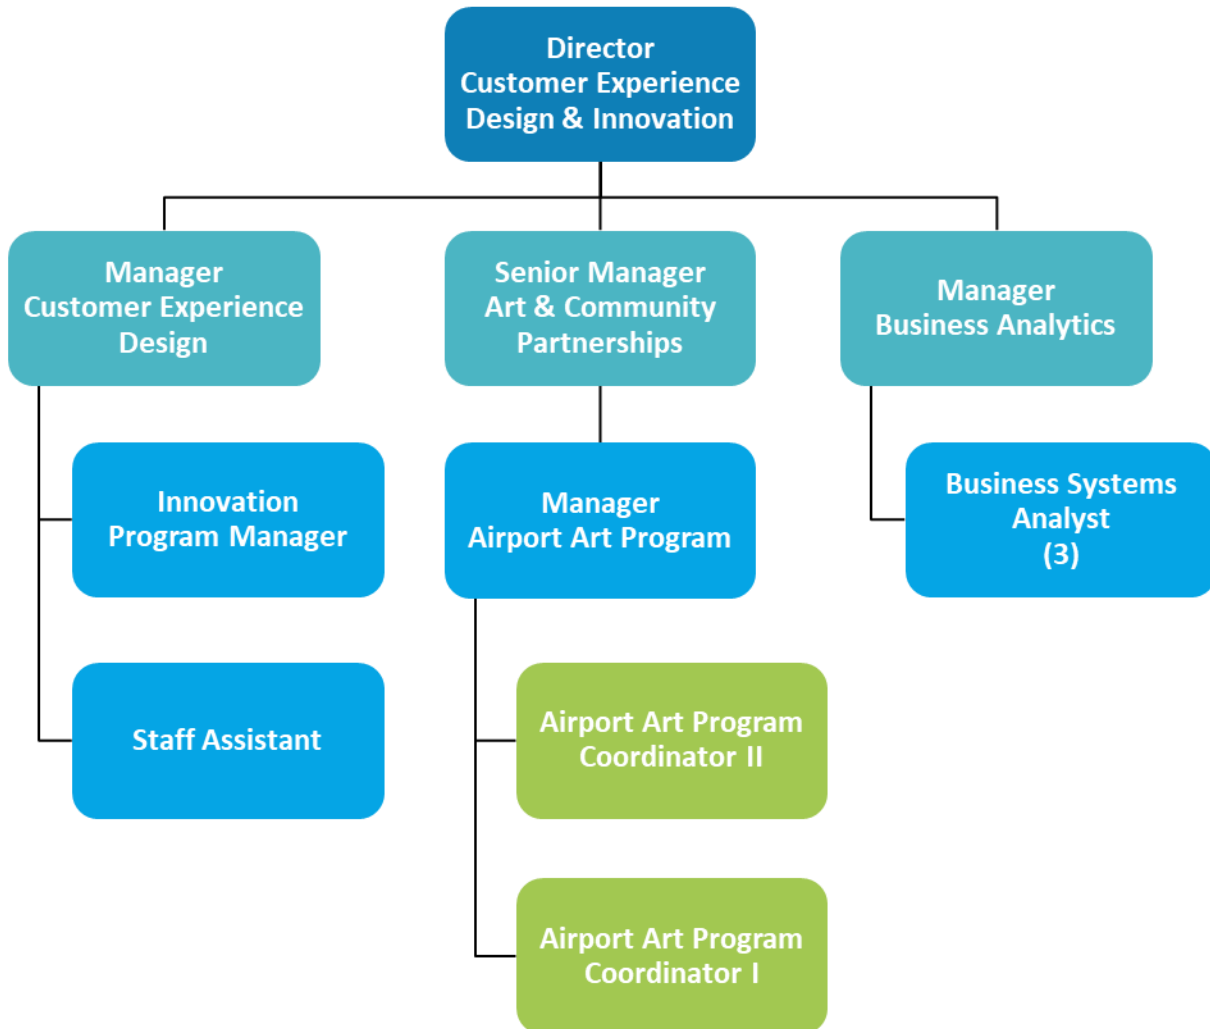 Director
Customer Experience
Design & Innovation
Manager
Customer Experience
Design
Senior Manager
Art & Community
Partnerships
Manager
Business Analytics
Innovation
Program Manager
Manager
Airport Art Program
Business Systems
Analyst
(3)
Staff Assistant
Airport Art Program
Coordinator II
Airport Art Program
Coordinator I